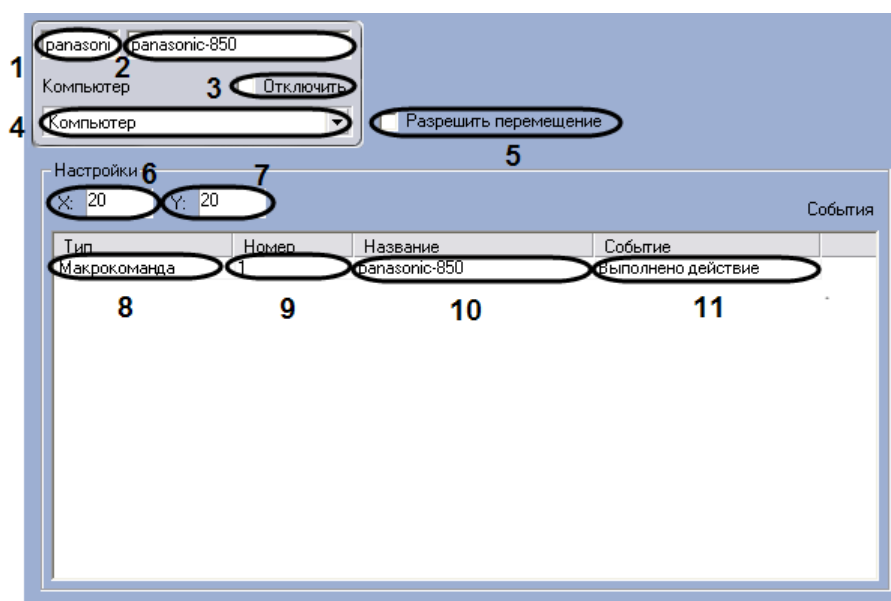 panasoni panasonic-850
1 2
Компьютер 3 Отключить
4 Компьютер Разрешить перемещение
5
Настройки 6 7
X: 20 Y: 20
События
Тип Номер Название Событие
Макрокоманда 1 panasonic-850 Выполнено действие
8 9 10 11